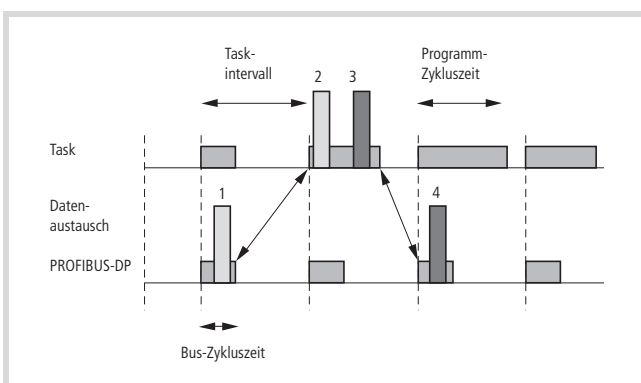 Task-
intervall
Programm-
Zykluszeit
2
3
Task
1
4
Daten-
austausch
PROFIBUS-DP
Bus-Zykluszeit